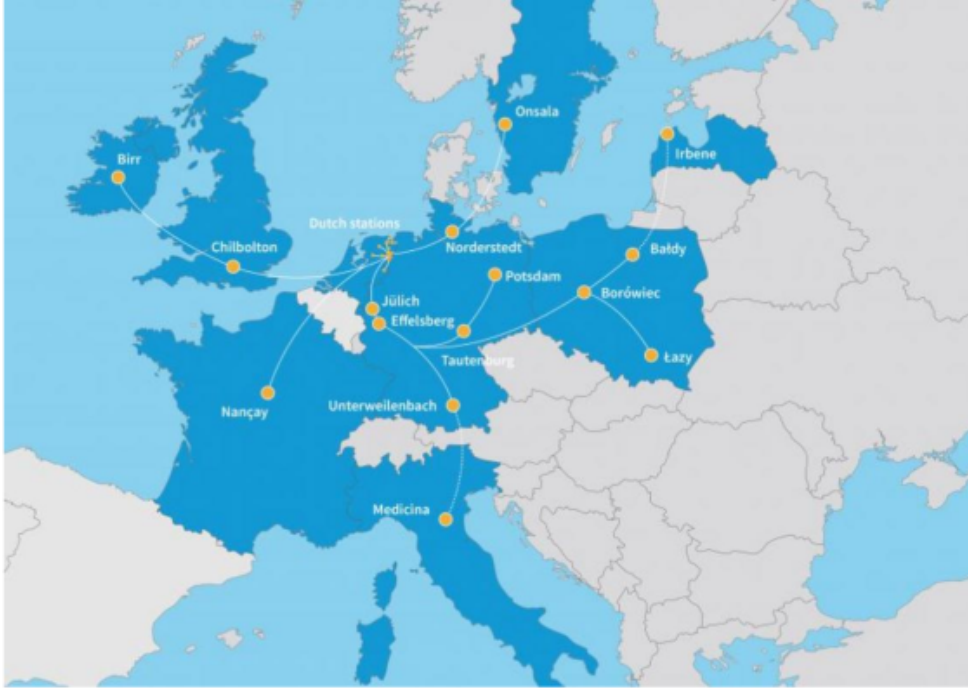 Onsala
Birr
Irbene
Dutch stations
Chilbolton
Norderstedt
Bałdy
Potsdam
Borówiec
Jülich
Effelsberg
Tautenburg
Łazy
Nançay
Unterweilenbach
Medicina